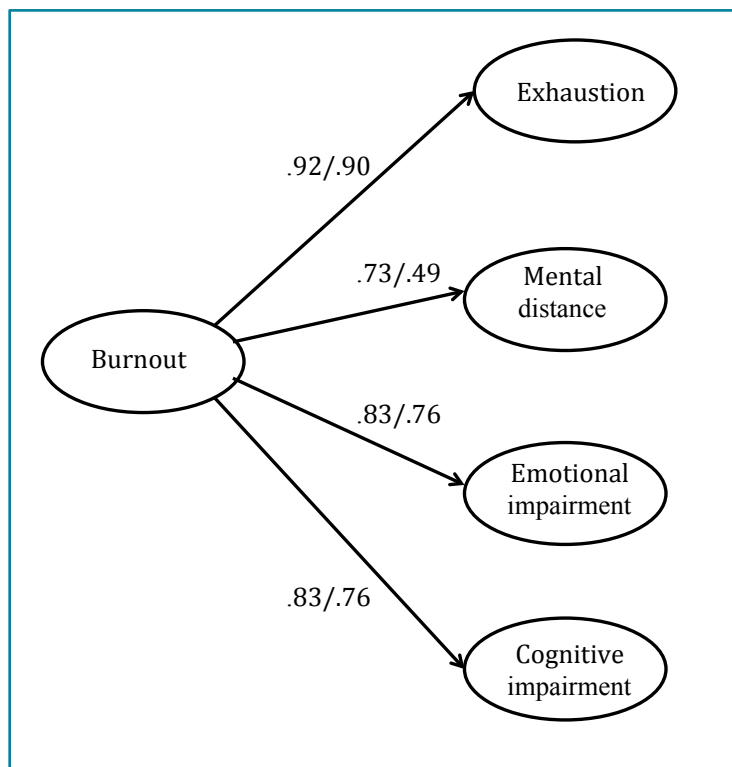 Exhaustion
.92/.90
.73/.49
Mental
distance
Burnout
.83/.76
Emotional
impairment
.83/.76
Cognitive
impairment